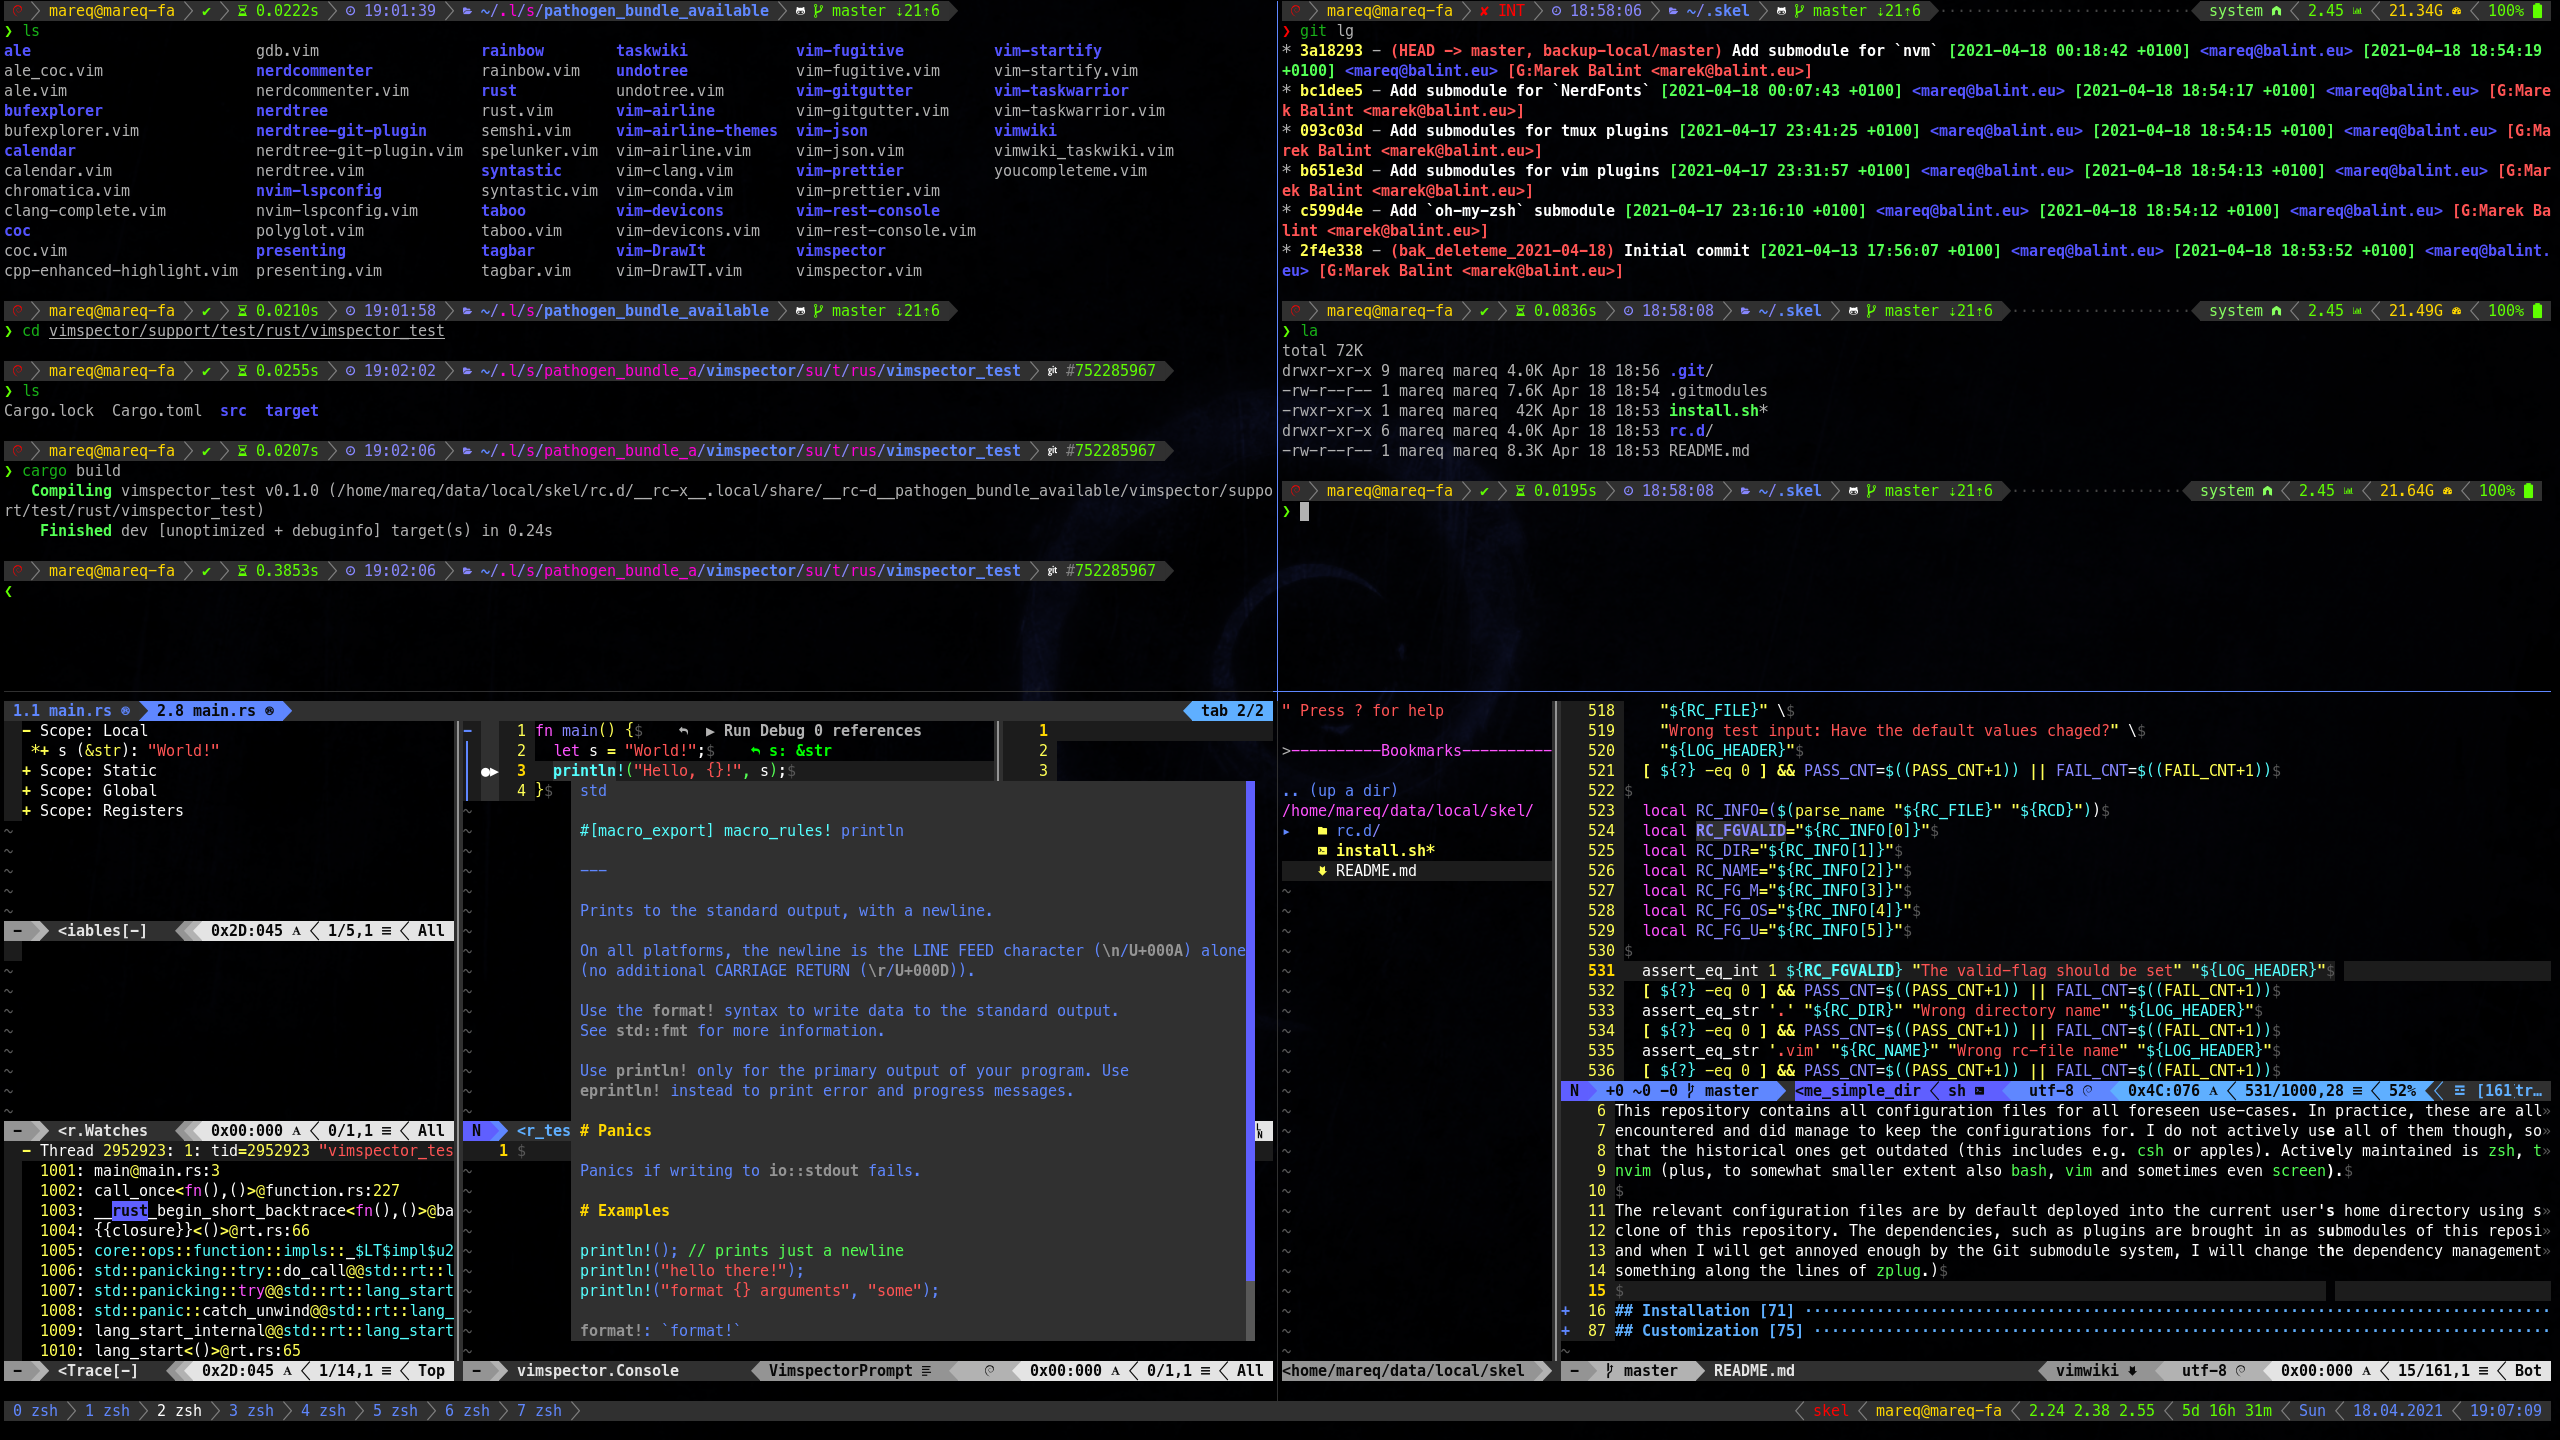 mareq@mareq-fa ✔ 0.0222s 19:01:39 ~/.l/s/pathogen_bundle_available master ⇣21⇡6
❯ ls
ale gdb.vim rainbow taskwiki vim-fugitive vim-startify
ale_coc.vim nerdcommenter rainbow.vim undotree vim-fugitive.vim vim-startify.vim
ale.vim nerdcommenter.vim rust undotree.vim vim-gitgutter vim-taskwarrior
bufexplorer nerdtree rust.vim vim-airline vim-gitgutter.vim vim-taskwarrior.vim
bufexplorer.vim nerdtree-git-plugin semshi.vim vim-airline-themes vim-json vimwiki
calendar nerdtree-git-plugin.vim spelunker.vim vim-airline.vim vim-json.vim vimwiki_taskwiki.vim
calendar.vim nerdtree.vim syntastic vim-clang.vim vim-prettier youcompleteme.vim
chromatica.vim nvim-lspconfig syntastic.vim vim-conda.vim vim-prettier.vim
clang-complete.vim nvim-lspconfig.vim taboo vim-devicons vim-rest-console
coc polyglot.vim taboo.vim vim-devicons.vim vim-rest-console.vim
coc.vim presenting tagbar vim-DrawIt vimspector
cpp-enhanced-highlight.vim presenting.vim tagbar.vim vim-DrawIT.vim vimspector.vim
mareq@mareq-fa ✔ 0.0210s 19:01:58 ~/.l/s/pathogen_bundle_available master ⇣21⇡6
❯ cd vimspector/support/test/rust/vimspector_test
mareq@mareq-fa ✔ 0.0255s 19:02:02 ~/.l/s/pathogen_bundle_a/vimspector/su/t/rus/vimspector_test git #752285967
❯ ls
Cargo.lock Cargo.toml src target
mareq@mareq-fa ✔ 0.0207s 19:02:06 ~/.l/s/pathogen_bundle_a/vimspector/su/t/rus/vimspector_test git #752285967
❯ cargo build
Compiling vimspector_test v0.1.0 (/home/mareq/data/local/skel/rc.d/__rc-x__.local/share/__rc-d__pathogen_bundle_available/vimspector/suppo
rt/test/rust/vimspector_test)
Finished dev [unoptimized + debuginfo] target(s) in 0.24s
mareq@mareq-fa ✔ 0.3853s 19:02:06 ~/.l/s/pathogen_bundle_a/vimspector/su/t/rus/vimspector_test git #752285967
❮
mareq@mareq-fa ✘ INT 18:58:06 ~/.skel master ⇣21⇡6 system 2.45 21.34G 100%
❯ git lg
* 3a18293 - (HEAD -> master, backup-local/master) Add submodule for `nvm` [2021-04-18 00:18:42 +0100] <mareq@balint.eu> [2021-04-18 18:54:19
+0100] <mareq@balint.eu> [G:Marek Balint <marek@balint.eu>]
* bc1dee5 - Add submodule for `NerdFonts` [2021-04-18 00:07:43 +0100] <mareq@balint.eu> [2021-04-18 18:54:17 +0100] <mareq@balint.eu> [G:Mare
k Balint <marek@balint.eu>]
* 093c03d - Add submodules for tmux plugins [2021-04-17 23:41:25 +0100] <mareq@balint.eu> [2021-04-18 18:54:15 +0100] <mareq@balint.eu> [G:Ma
rek Balint <marek@balint.eu>]
* b651e3d - Add submodules for vim plugins [2021-04-17 23:31:57 +0100] <mareq@balint.eu> [2021-04-18 18:54:13 +0100] <mareq@balint.eu> [G:Mar
ek Balint <marek@balint.eu>]
* c599d4e - Add `oh-my-zsh` submodule [2021-04-17 23:16:10 +0100] <mareq@balint.eu> [2021-04-18 18:54:12 +0100] <mareq@balint.eu> [G:Marek Ba
lint <marek@balint.eu>]
* 2f4e338 - (bak_deleteme_2021-04-18) Initial commit [2021-04-13 17:56:07 +0100] <mareq@balint.eu> [2021-04-18 18:53:52 +0100] <mareq@balint.
eu> [G:Marek Balint <marek@balint.eu>]
mareq@mareq-fa ✔ 0.0836s 18:58:08 ~/.skel master ⇣21⇡6 system 2.45 21.49G 100%
❯ la
total 72K
drwxr-xr-x 9 mareq mareq 4.0K Apr 18 18:56 .git/
-rw-r--r-- 1 mareq mareq 7.6K Apr 18 18:54 .gitmodules
-rwxr-xr-x 1 mareq mareq 42K Apr 18 18:53 install.sh*
drwxr-xr-x 6 mareq mareq 4.0K Apr 18 18:53 rc.d/
-rw-r--r-- 1 mareq mareq 8.3K Apr 18 18:53 README.md
mareq@mareq-fa ✔ 0.0195s 18:58:08 ~/.skel master ⇣21⇡6 system 2.45 21.64G 100%
❯
1.1 main.rs 2.8 main.rs tab 2/2
- Scope: Local
*+ s (&str): "World!"
+ Scope: Static
+ Scope: Global
+ Scope: Registers
- <iables[-] 0x2D:045 1/5,1 All
- <r.Watches 0x00:000 0/1,1 All
- Thread 2952923: 1: tid=2952923 "vimspector_tes
1001: main@main.rs:3
1002: call_once<fn(),()>@function.rs:227
1003: __rust_begin_short_backtrace<fn(),()>@ba
1004: {{closure}}<()>@rt.rs:66
1005: core::ops::function::impls::_$LT$impl$u2
1006: std::panicking::try::do_call@@std::rt::l
1007: std::panicking::try@@std::rt::lang_start
1008: std::panic::catch_unwind@@std::rt::lang_
1009: lang_start_internal@@std::rt::lang_start
1010: lang_start<()>@rt.rs:65
- <Trace[-] 0x2D:045 1/14,1 Top
1 fn main() {$ ▶ Run Debug 0 references
2 let s = "World!";$ s: &str
3 println!("Hello, {}!", s);$
4 }$
1
2
3
std
#[macro_export] macro_rules! println
---
Prints to the standard output, with a newline.
On all platforms, the newline is the LINE FEED character (\n/U+000A) alone
(no additional CARRIAGE RETURN (\r/U+000D)).
Use the format! syntax to write data to the standard output.
See std::fmt for more information.
Use println! only for the primary output of your program. Use
eprintln! instead to print error and progress messages.
# Panics
Panics if writing to io::stdout fails.
# Examples
println!(); // prints just a newline
println!("hello there!");
println!("format {} arguments", "some");
format!: `format!`
N <r_tes
1 $
- vimspector.Console VimspectorPrompt 0x00:000 0/1,1 All
" Press ? for help
>----------Bookmarks----------
.. (up a dir)
/home/mareq/data/local/skel/
▸ rc.d/
install.sh*
README.md
<home/mareq/data/local/skel
518 "${RC_FILE}" \$
519 "Wrong test input: Have the default values chaged?" \$
520 "${LOG_HEADER}"$
521 [ ${?} -eq 0 ] && PASS_CNT=$((PASS_CNT+1)) || FAIL_CNT=$((FAIL_CNT+1))$
522 $
523 local RC_INFO=($(parse_name "${RC_FILE}" "${RCD}"))$
524 local RC_FGVALID="${RC_INFO[0]}"$
525 local RC_DIR="${RC_INFO[1]}"$
526 local RC_NAME="${RC_INFO[2]}"$
527 local RC_FG_M="${RC_INFO[3]}"$
528 local RC_FG_OS="${RC_INFO[4]}"$
529 local RC_FG_U="${RC_INFO[5]}"$
530 $
531 assert_eq_int 1 ${RC_FGVALID} "The valid-flag should be set" "${LOG_HEADER}"$
532 [ ${?} -eq 0 ] && PASS_CNT=$((PASS_CNT+1)) || FAIL_CNT=$((FAIL_CNT+1))$
533 assert_eq_str '.' "${RC_DIR}" "Wrong directory name" "${LOG_HEADER}"$
534 [ ${?} -eq 0 ] && PASS_CNT=$((PASS_CNT+1)) || FAIL_CNT=$((FAIL_CNT+1))$
535 assert_eq_str '.vim' "${RC_NAME}" "Wrong rc-file name" "${LOG_HEADER}"$
536 [ ${?} -eq 0 ] && PASS_CNT=$((PASS_CNT+1)) || FAIL_CNT=$((FAIL_CNT+1))$
N +0 ~0 -0 master <me_simple_dir sh utf-8 0x4C:076 531/1000,28 52% [161]tr…
6 This repository contains all configuration files for all foreseen use-cases. In practice, these are all»
7 encountered and did manage to keep the configurations for. I do not actively use all of them though, so»
8 that the historical ones get outdated (this includes e.g. csh or apples). Actively maintained is zsh, t»
9 nvim (plus, to somewhat smaller extent also bash, vim and sometimes even screen).$
10 $
11 The relevant configuration files are by default deployed into the current user's home directory using s»
12 clone of this repository. The dependencies, such as plugins are brought in as submodules of this reposi»
13 and when I will get annoyed enough by the Git submodule system, I will change the dependency management»
14 something along the lines of zplug.)$
15 $
+ 16 ## Installation [71]
+ 87 ## Customization [75]
- master README.md vimwiki utf-8 0x00:000 15/161,1 Bot
0 zsh 1 zsh 2 zsh 3 zsh 4 zsh 5 zsh 6 zsh 7 zsh skel mareq@mareq-fa 2.24 2.38 2.55 5d 16h 31m Sun 18.04.2021 19:07:09